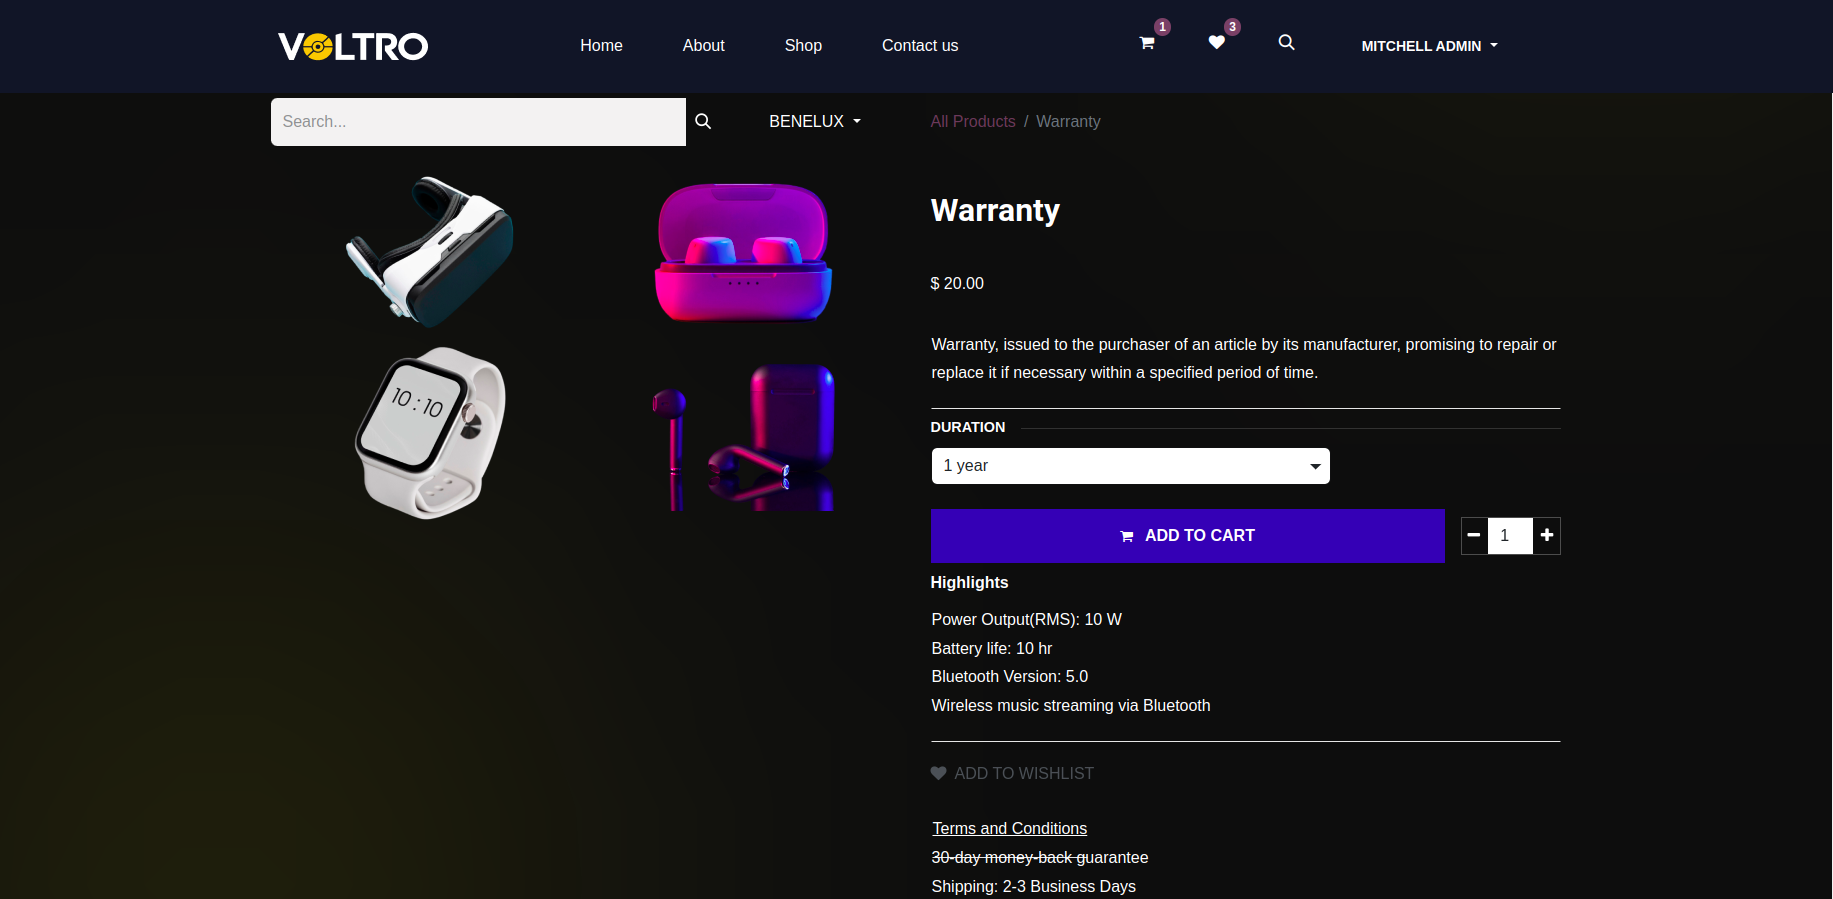 VOLTRO
Home
About
Shop
Contact us
1
3
MITCHELL ADMIN
Search...
BENELUX
All Products / Warranty
10:10
Warranty
$ 20.00
Warranty, issued to the purchaser of an article by its manufacturer, promising to repair or
replace it if necessary within a specified period of time.
DURATION
1 year
ADD TO CART
1
Highlights
Power Output(RMS): 10 W
Battery life: 10 hr
Bluetooth Version: 5.0
Wireless music streaming via Bluetooth
ADD TO WISHLIST
Terms and Conditions
30-day money-back guarantee
Shipping: 2-3 Business Days